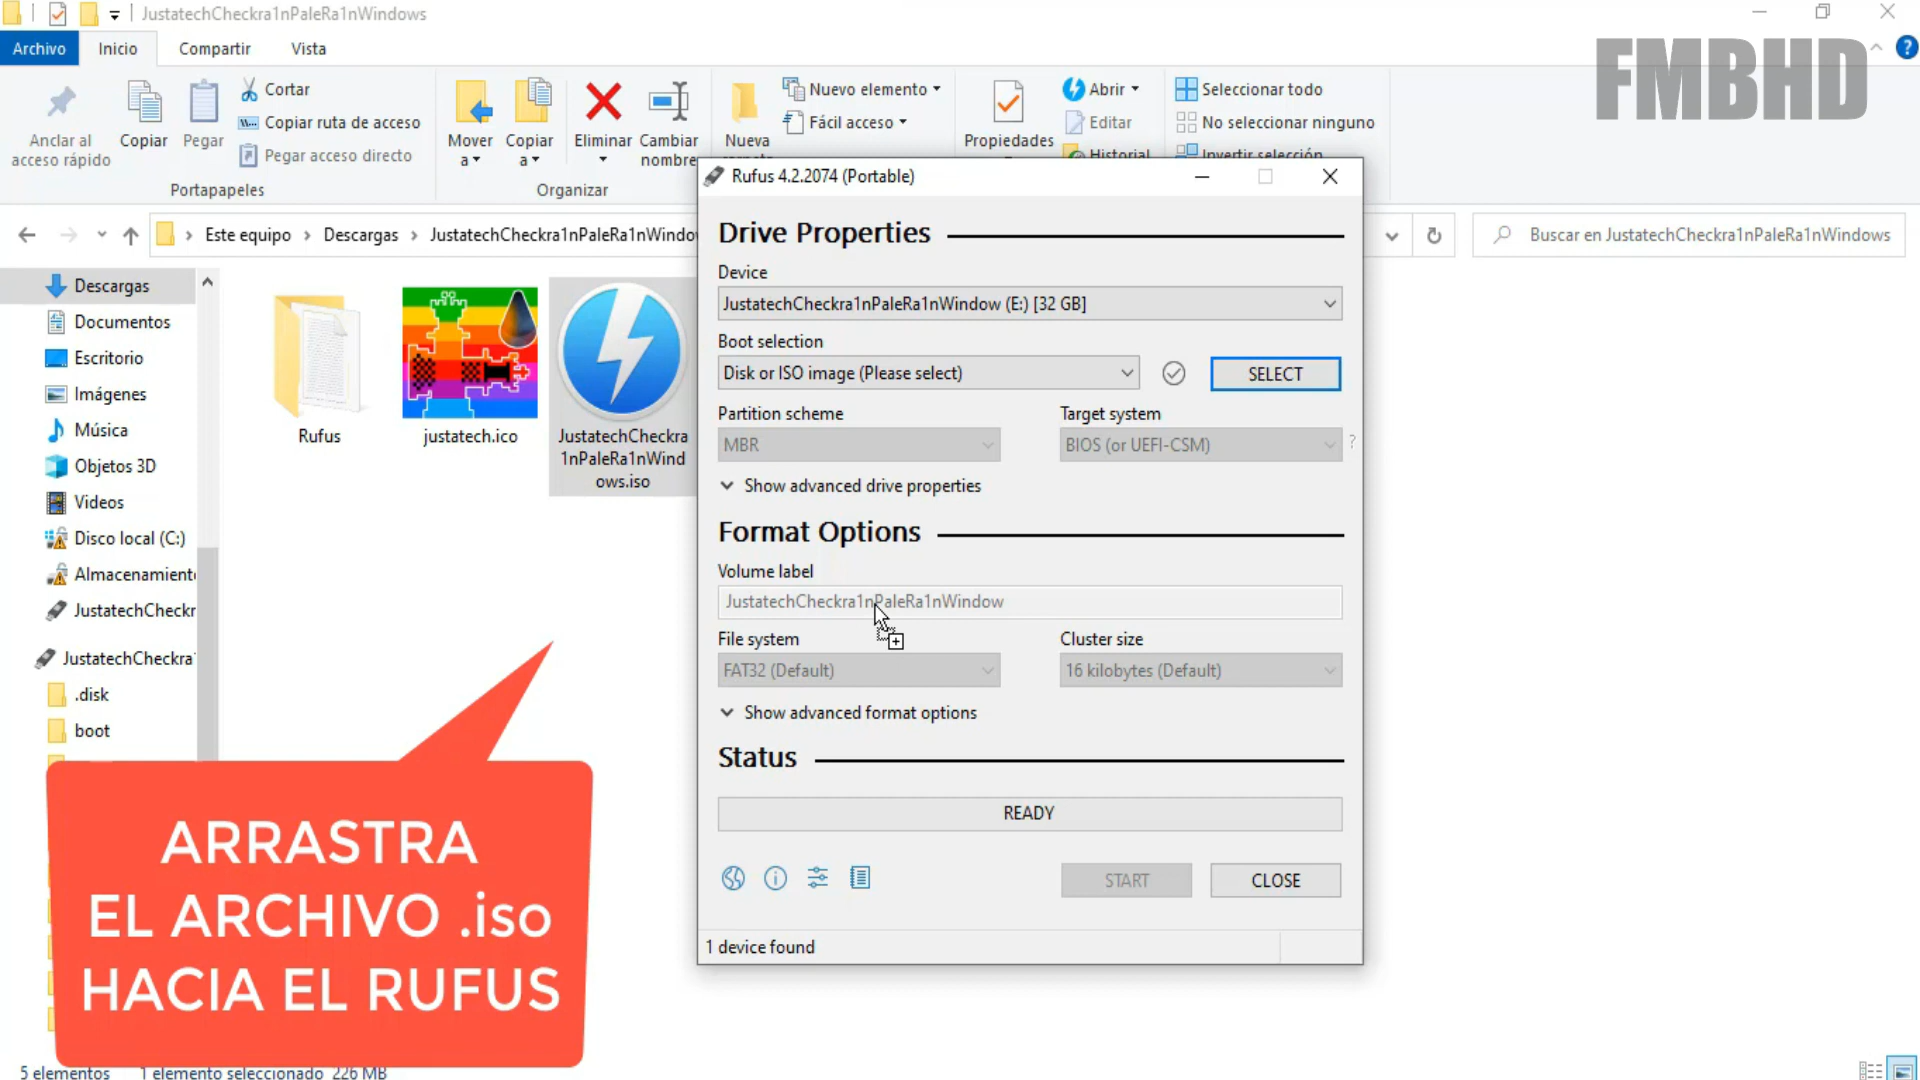 JustatechCheckra1nPaleRa1nWindows
Archivo
Inicio
Compartir
Vista
FMBHD
Anclar al
acceso rápido
Copiar
Pegar
Cortar
Copiar ruta de acceso
Pegar acceso directo
Portapapeles
Mover
a
Copiar
a
Eliminar
Cambiar
nombre
Organizar
Nueva
Nuevo elemento
Fácil acceso
Propiedades
Abrir
Editar
Historial
Seleccionar todo
No seleccionar ninguno
Invertir selección
Este equipo
Descargas
JustatechCheckra1nPaleRa1nWindo
Buscar en JustatechCheckra1nPaleRa1nWindows
Descargas
Documentos
Escritorio
Imágenes
Música
Objetos 3D
Videos
Disco local (C:)
Almacenamient
JustatechCheckr
JustatechCheckra
.disk
boot
Rufus
justatech.ico
JustatechCheckra
1nPaleRa1nWind
ows.iso
Rufus 4.2.2074 (Portable)
Drive Properties
Device
JustatechCheckra1nPaleRa1nWindow (E:) [32 GB]
Boot selection
Disk or ISO image (Please select)
SELECT
Partition scheme
Target system
MBR
BIOS (or UEFI-CSM)
?
Show advanced drive properties
Format Options
Volume label
JustatechCheckra1nPaleRa1nWindow
File system
Cluster size
FAT32 (Default)
16 kilobytes (Default)
Show advanced format options
Status
READY
START
CLOSE
1 device found
ARRASTRA
EL ARCHIVO .iso
HACIA EL RUFUS
5 elementos
1 elemento seleccionado 226 MB